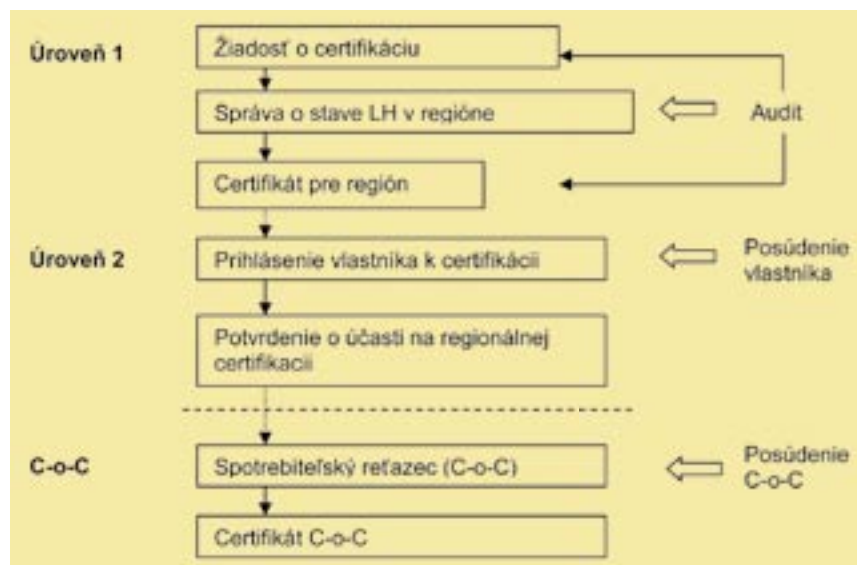 Úroveň 1
Žiadosť o certifikáciu
Správa o stave LH v regióne
Audit
Certifikát pre región
Úroveň 2
Prihlásenie vlastníka k certifikácii
Posúdenie
vlastníka
Potvrdenie o účasti na regionálnej
certifikacii
C-o-C
Spotrebiteľský reťazec (C-o-C)
Posúdenie
C-o-C
Certifikát C-o-C